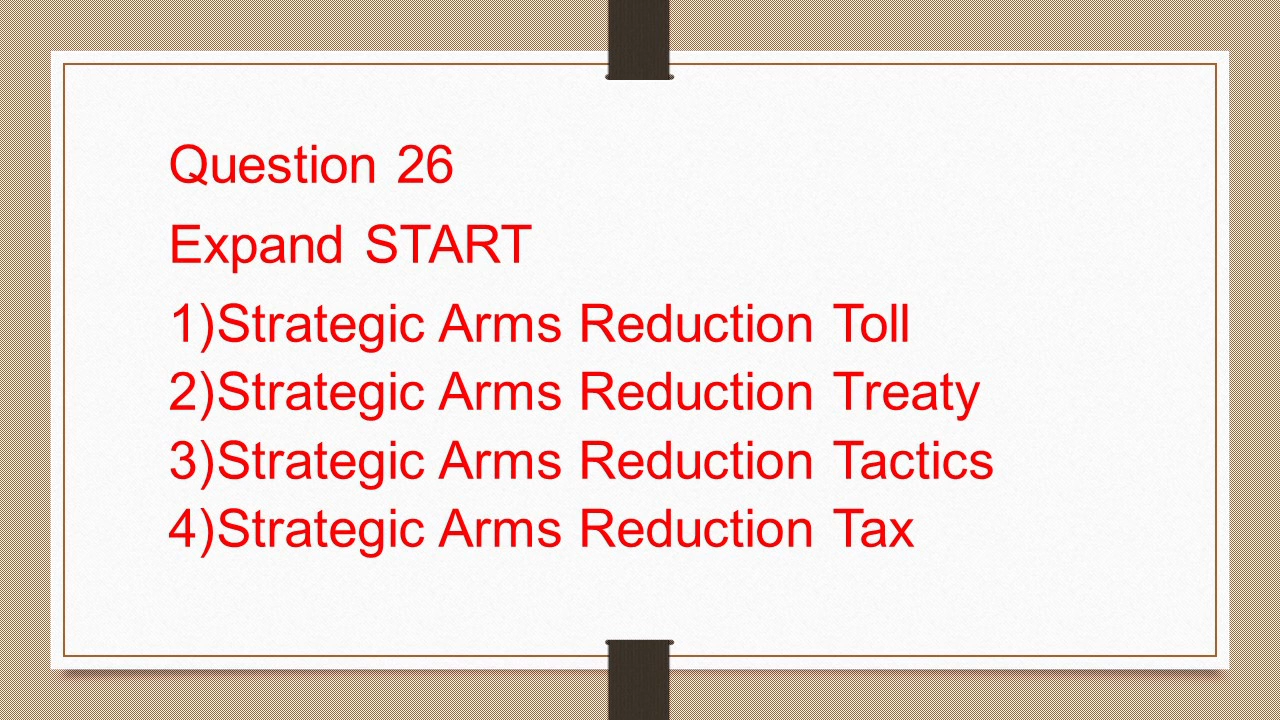 Question 26
Expand START
1)Strategic Arms Reduction Toll
2)Strategic Arms Reduction Treaty
3)Strategic Arms Reduction Tactics
4)Strategic Arms Reduction Tax